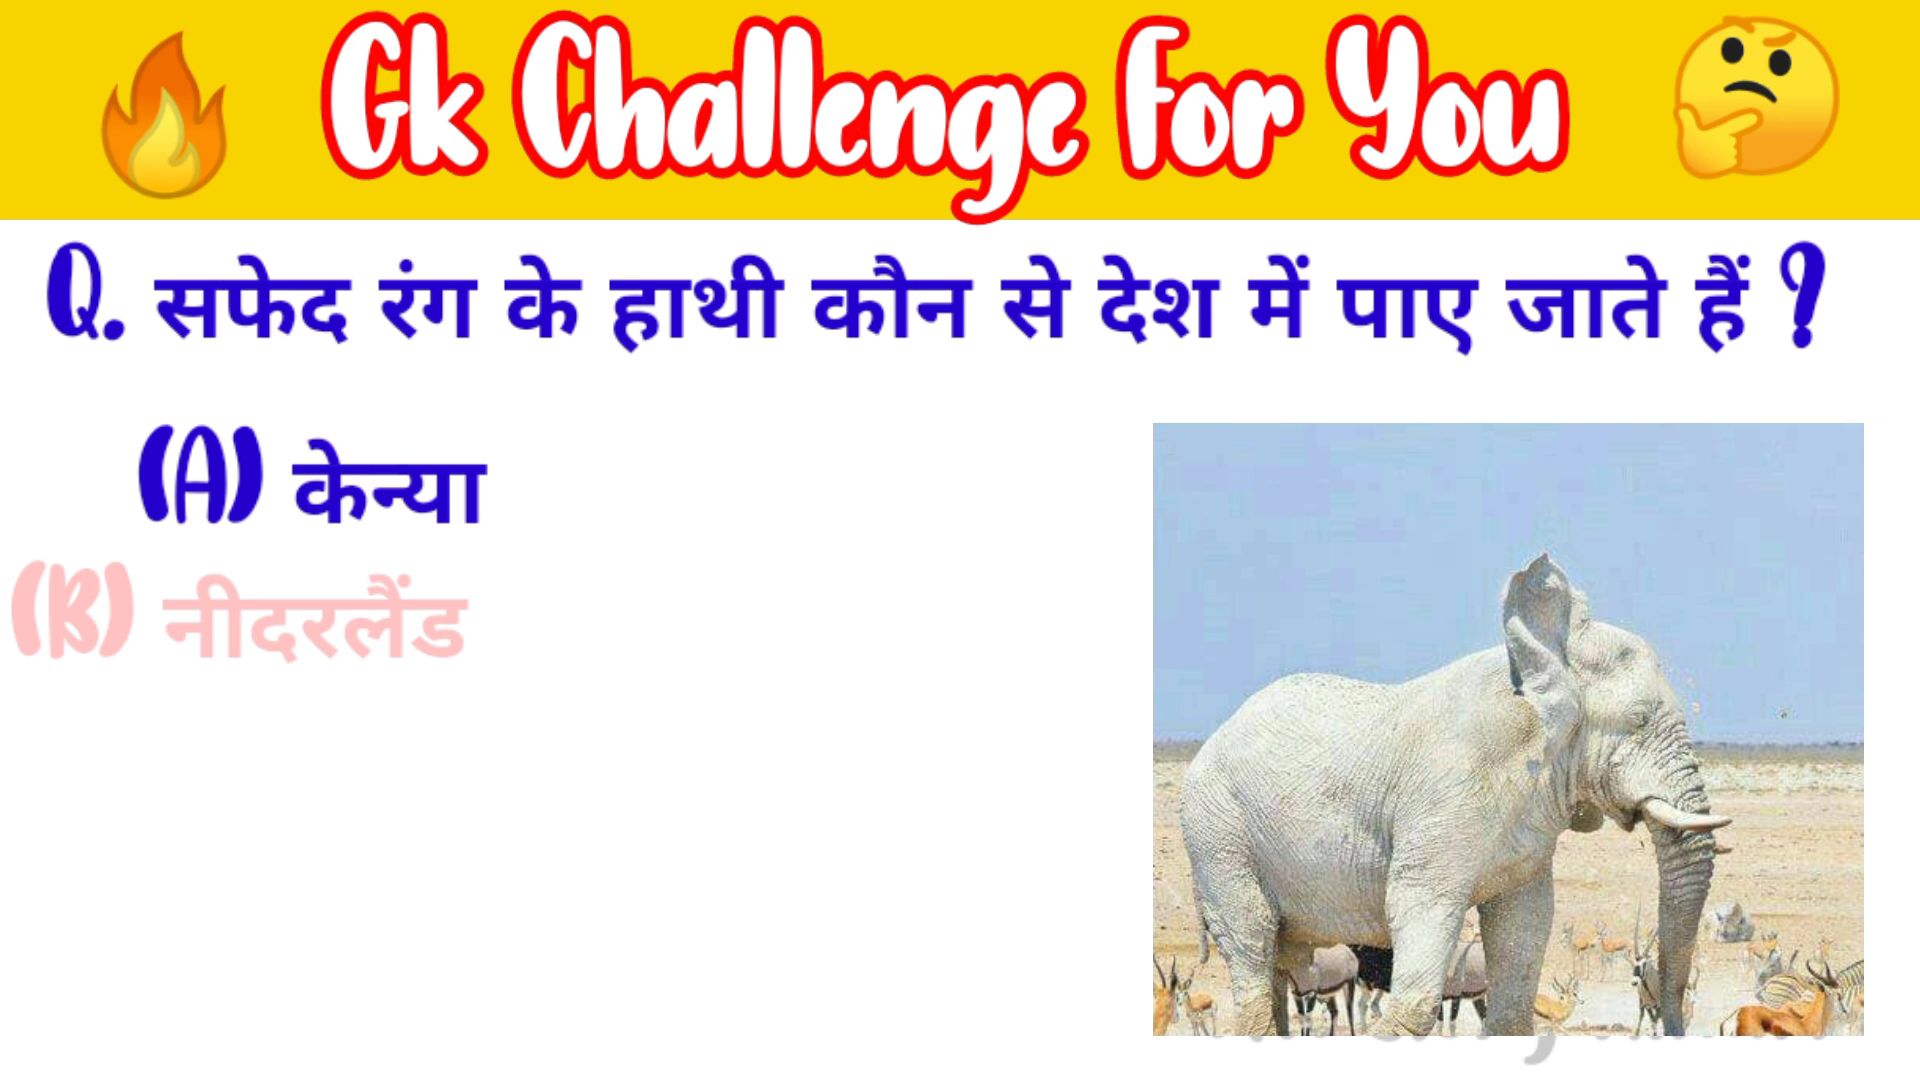 Gk Challenge For You
Q. सफेद रंग के हाथी कौन से देश में पाए जाते हैं ?
(A) केन्या
(B) नीदरलैंड